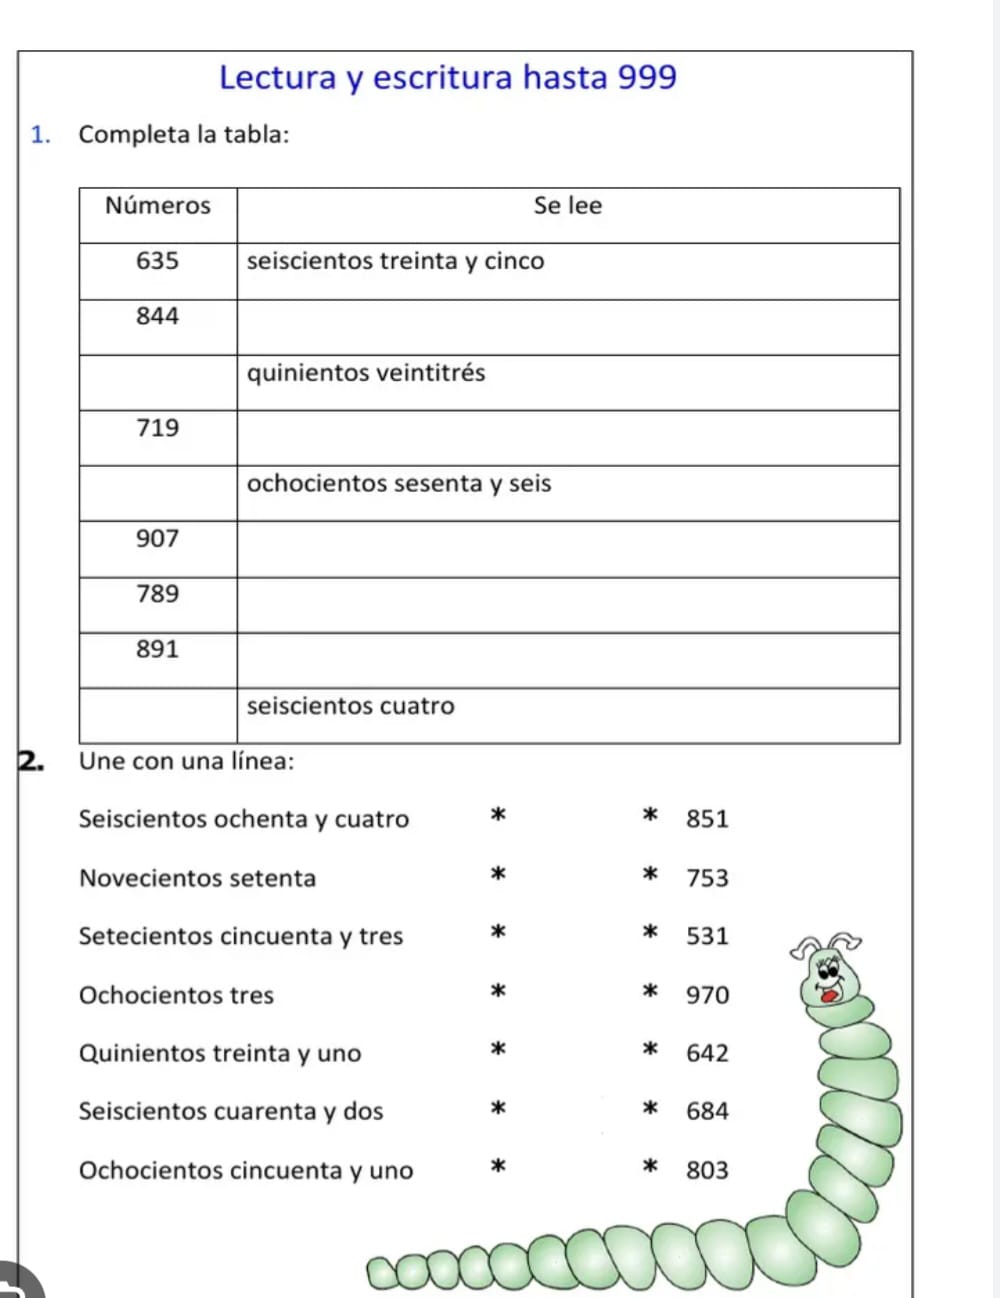 Lectura y escritura hasta 999
1. Completa la tabla:
Números Se lee
635 seiscientos treinta y cinco
844
quinientos veintitrés
719
ochocientos sesenta y seis
907
789
891
seiscientos cuatro
2. Une con una línea:
Seiscientos ochenta y cuatro * * 851
Novecientos setenta * * 753
Setecientos cincuenta y tres * * 531
Ochocientos tres * * 970
Quinientos treinta y uno * * 642
Seiscientos cuarenta y dos * * 684
Ochocientos cincuenta y uno * * 803